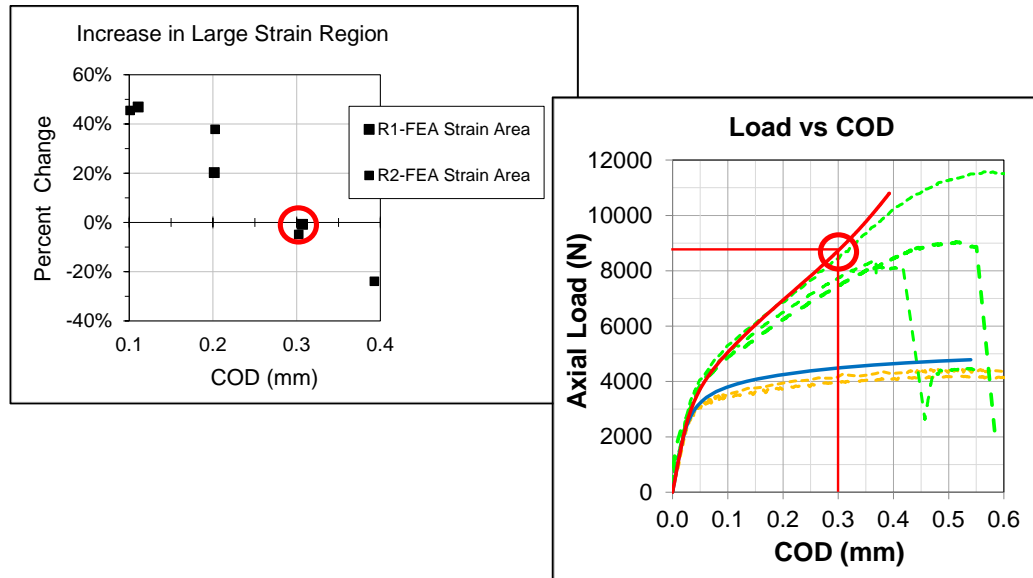 Increase in Large Strain Region
60%
40%
20%
0%
-20%
-40%
Percent Change
0.1 0.2 0.3 0.4
COD (mm)
R1-FEA Strain Area
R2-FEA Strain Area
Load vs COD
12000
10000
8000
6000
4000
2000
0
Axial Load (N)
0.0 0.1 0.2 0.3 0.4 0.5 0.6
COD (mm)